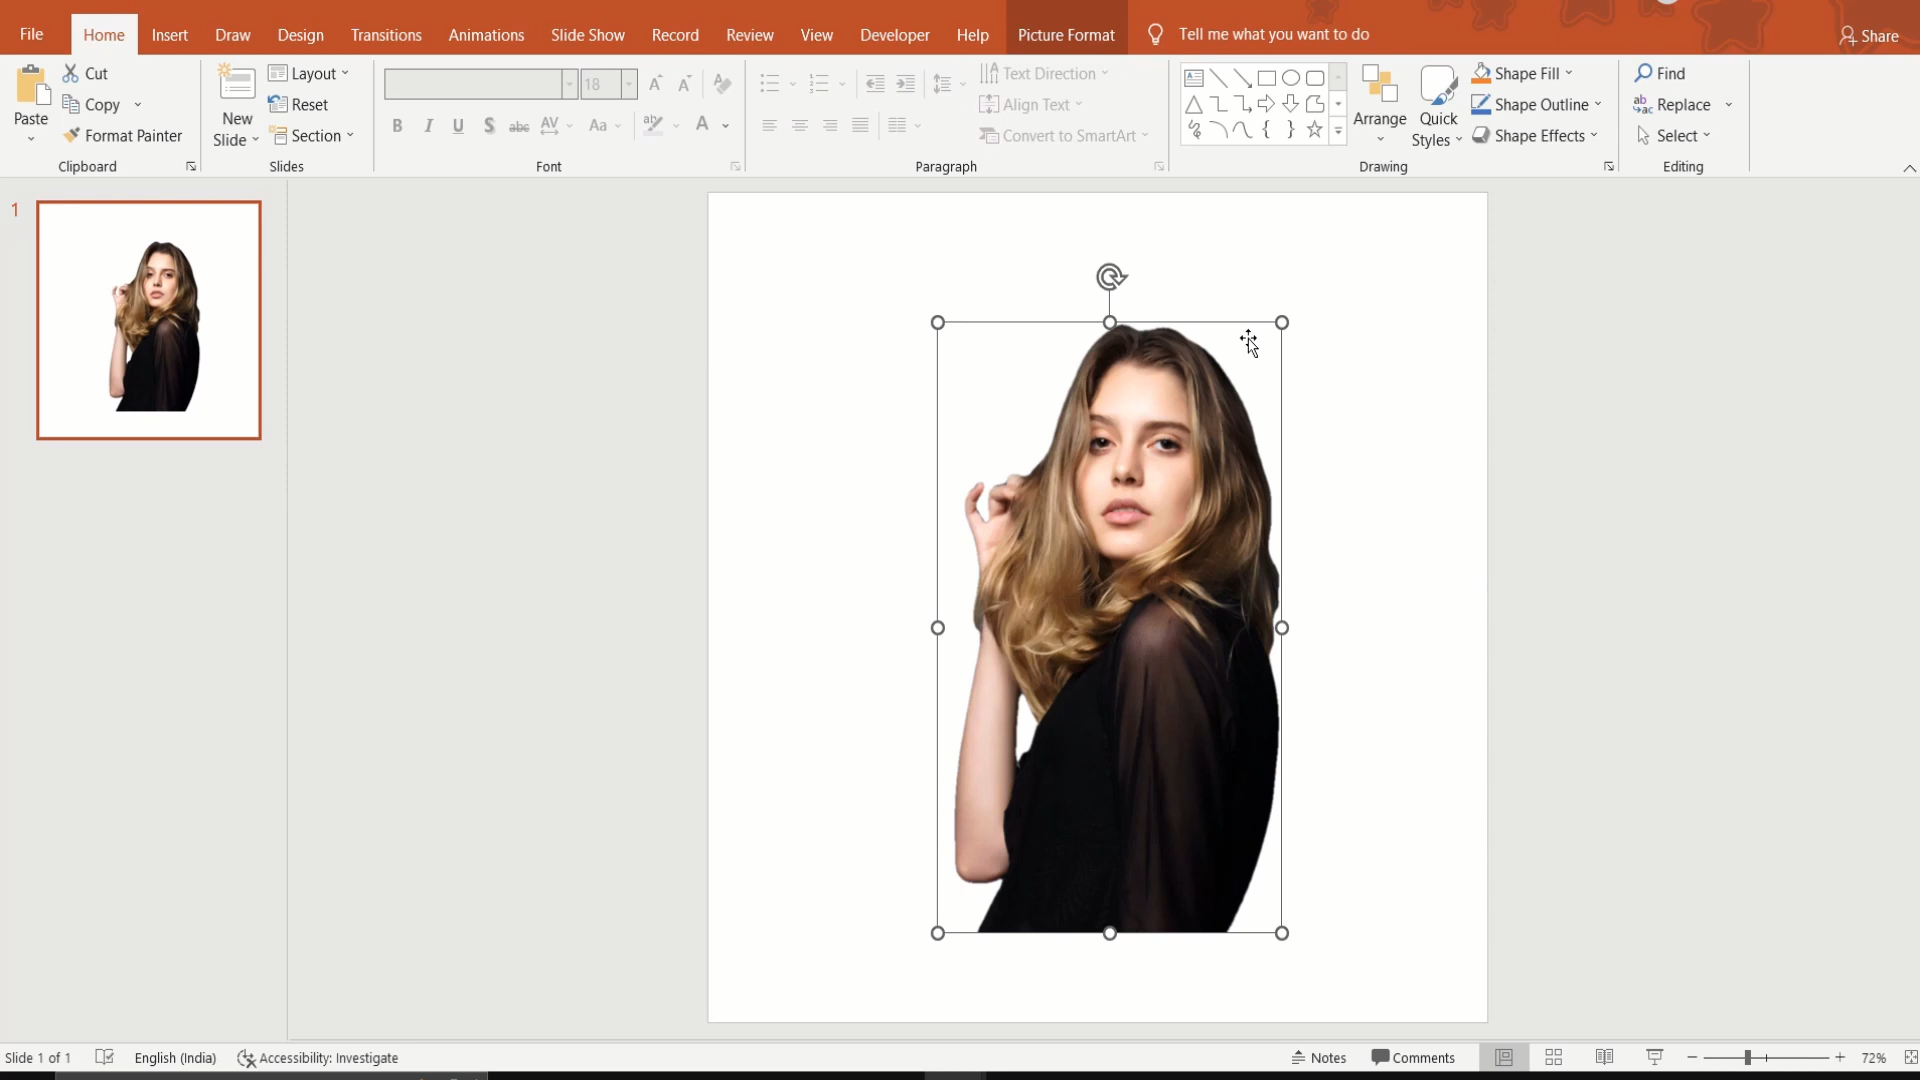 File Home Insert Draw Design Transitions Animations Slide Show Record Review View Developer Help Picture Format Tell me what you want to do Share
Paste
Cut
Copy
Format Painter
Clipboard
New
Slide
Layout
Reset
Section
Slides
18
B I U S abc AV Aa A
Font
Text Direction
Align Text
Convert to SmartArt
Paragraph
Arrange
Quick
Styles
Shape Fill
Shape Outline
Shape Effects
Drawing
Find
Replace
Select
Editing
1
Slide 1 of 1 English (India) Accessibility: Investigate Notes Comments 72%